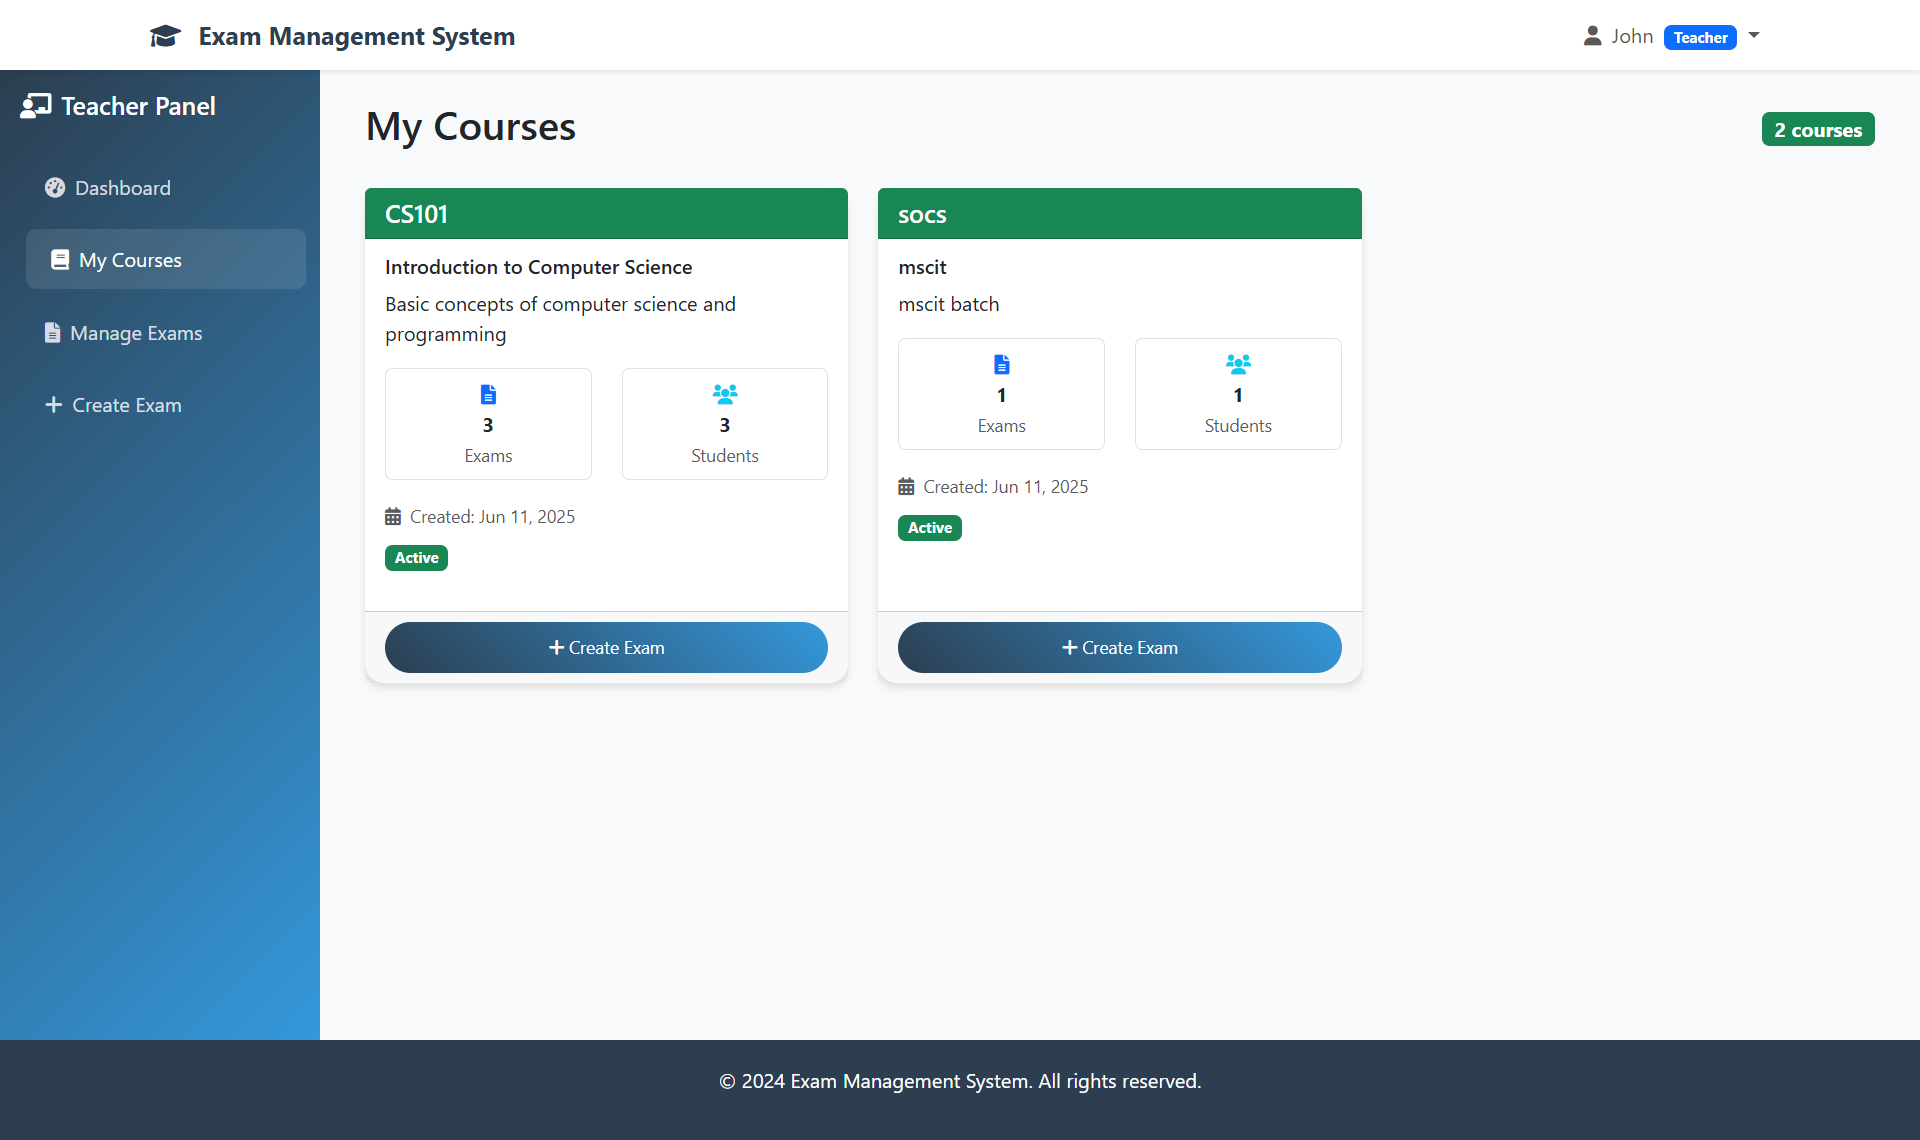 Exam Management System
John Teacher
Teacher Panel
Dashboard
My Courses
Manage Exams
Create Exam
My Courses
2 courses
CS101
Introduction to Computer Science
Basic concepts of computer science and
programming
3
Exams
3
Students
Created: Jun 11, 2025
Active
Create Exam
socs
mscit
mscit batch
1
Exams
1
Students
Created: Jun 11, 2025
Active
Create Exam
© 2024 Exam Management System. All rights reserved.